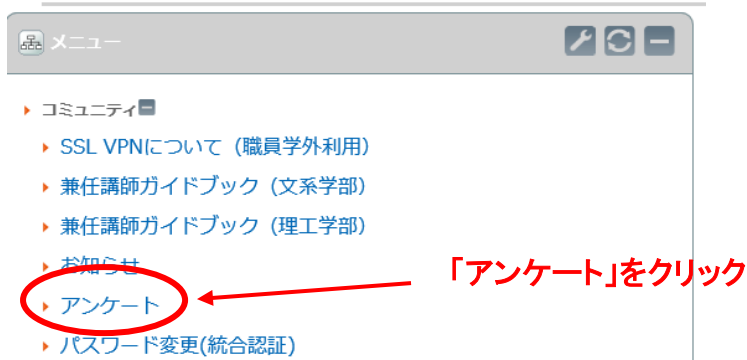 メニュー
コミュニティ
SSL VPNについて（職員学外利用）
兼任講師ガイドブック（文系学部）
兼任講師ガイドブック（理工学部）
お知らせ
「アンケート」をクリック
アンケート
パスワード変更(統合認証)